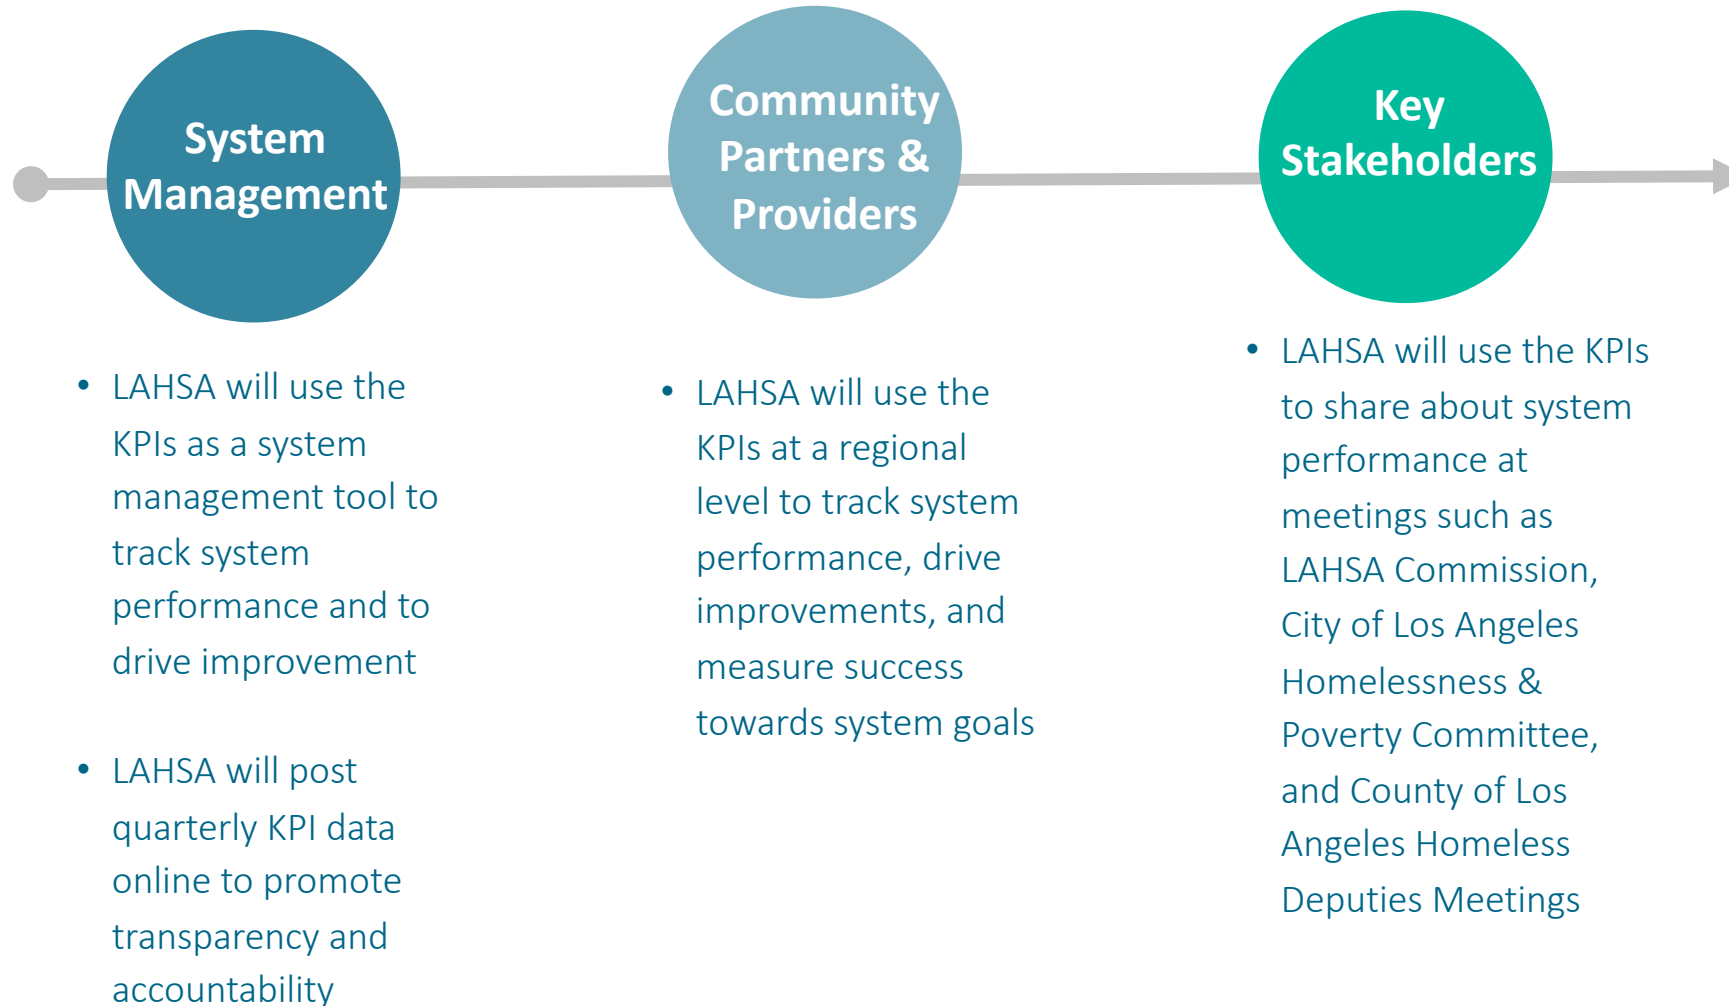 System
Management
Community
Partners &
Providers
Key
Stakeholders
• LAHSA will use the
KPIs as a system
management tool to
track system
performance and to
drive improvement
• LAHSA will post
quarterly KPI data
online to promote
transparency and
accountability
• LAHSA will use the
KPIs at a regional
level to track system
performance, drive
improvements, and
measure success
towards system goals
• LAHSA will use the KPIs
to share about system
performance at
meetings such as
LAHSA Commission,
City of Los Angeles
Homelessness &
Poverty Committee,
and County of Los
Angeles Homeless
Deputies Meetings